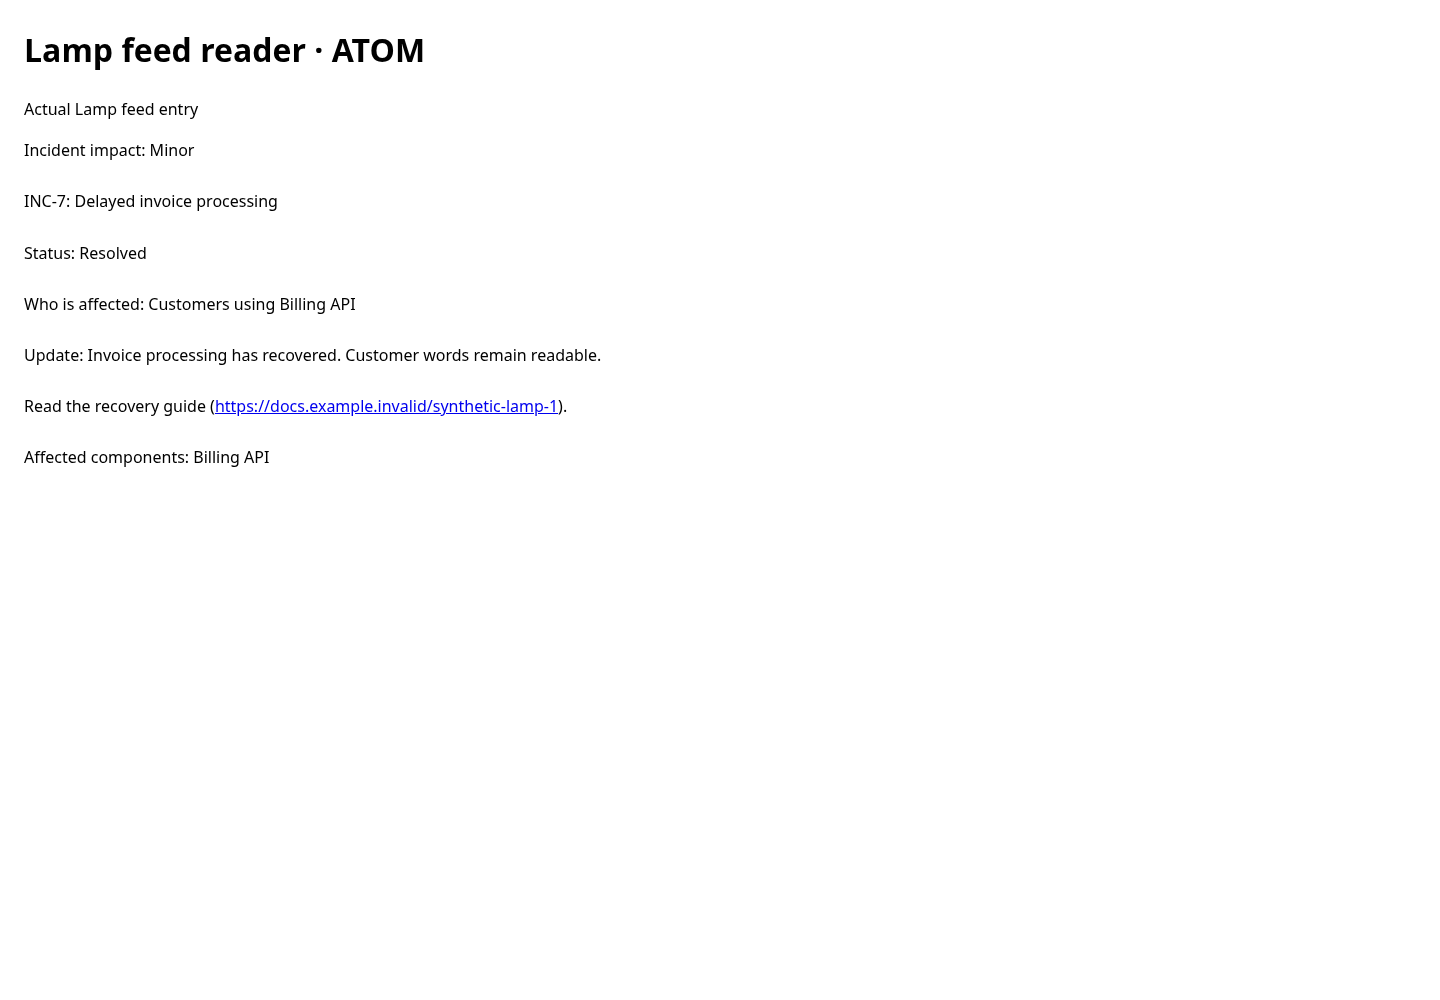 Lamp feed reader · ATOM
Actual Lamp feed entry
Incident impact: Minor
INC-7: Delayed invoice processing
Status: Resolved
Who is affected: Customers using Billing API
Update: Invoice processing has recovered. Customer words remain readable.
Read the recovery guide (https://docs.example.invalid/synthetic-lamp-1).
Affected components: Billing API